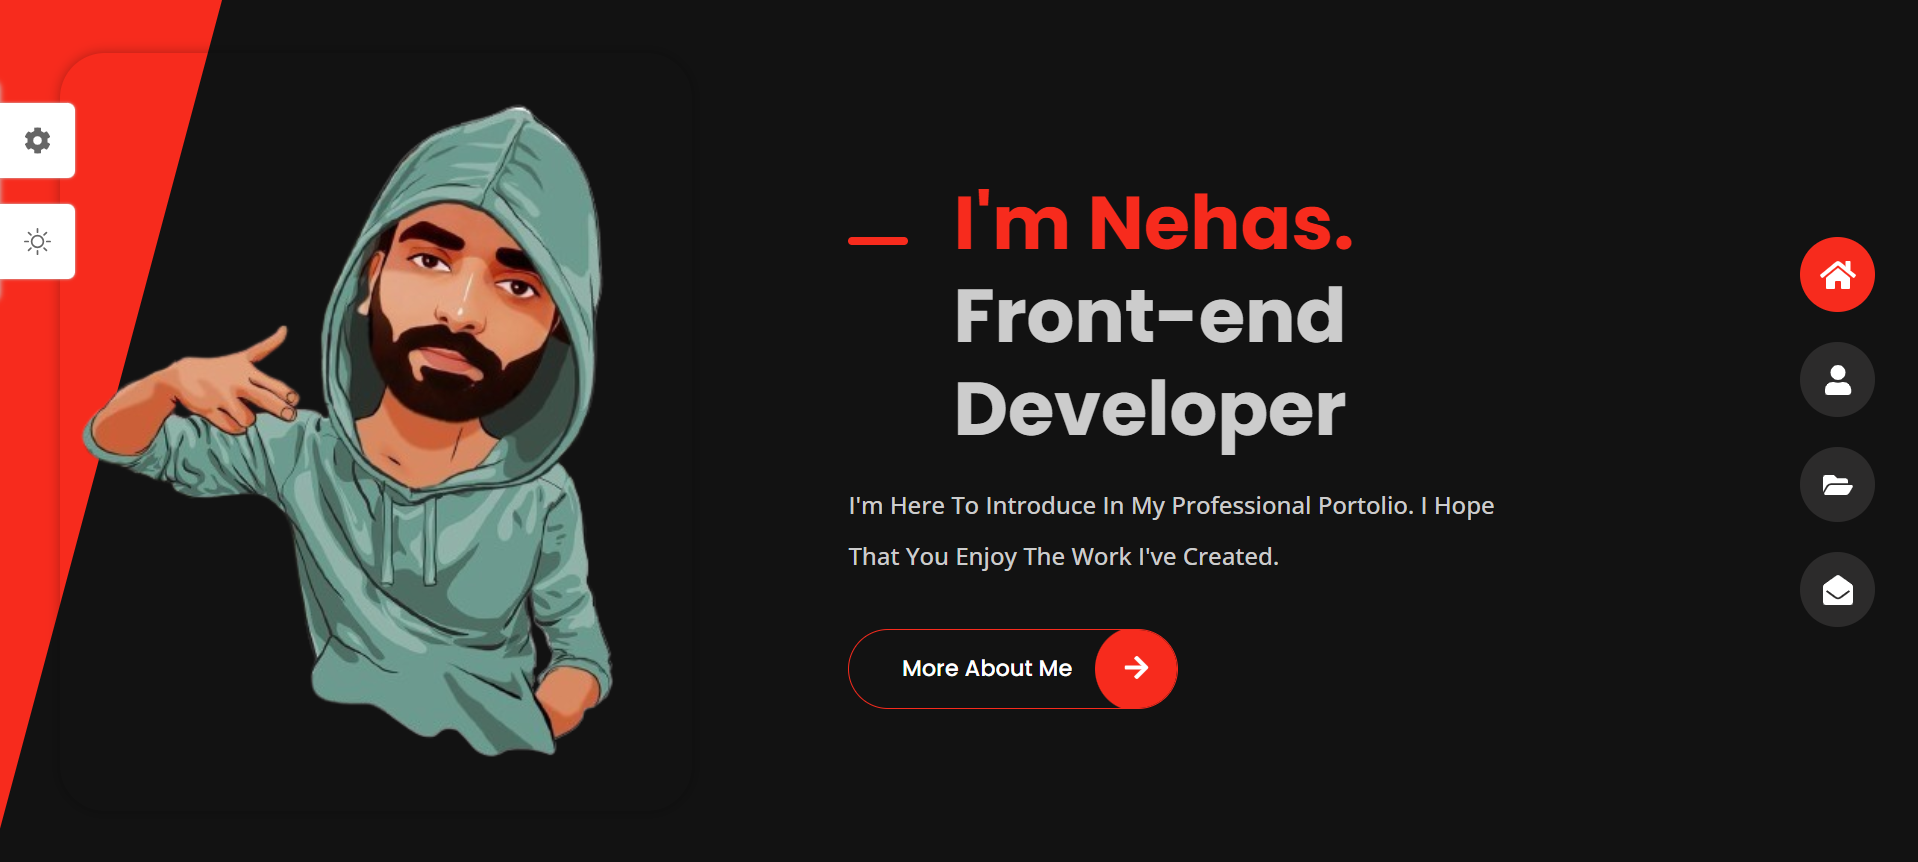 I'm Nehas.
Front-end
Developer
I'm Here To Introduce In My Professional Portolio. I Hope
That You Enjoy The Work I've Created.
More About Me